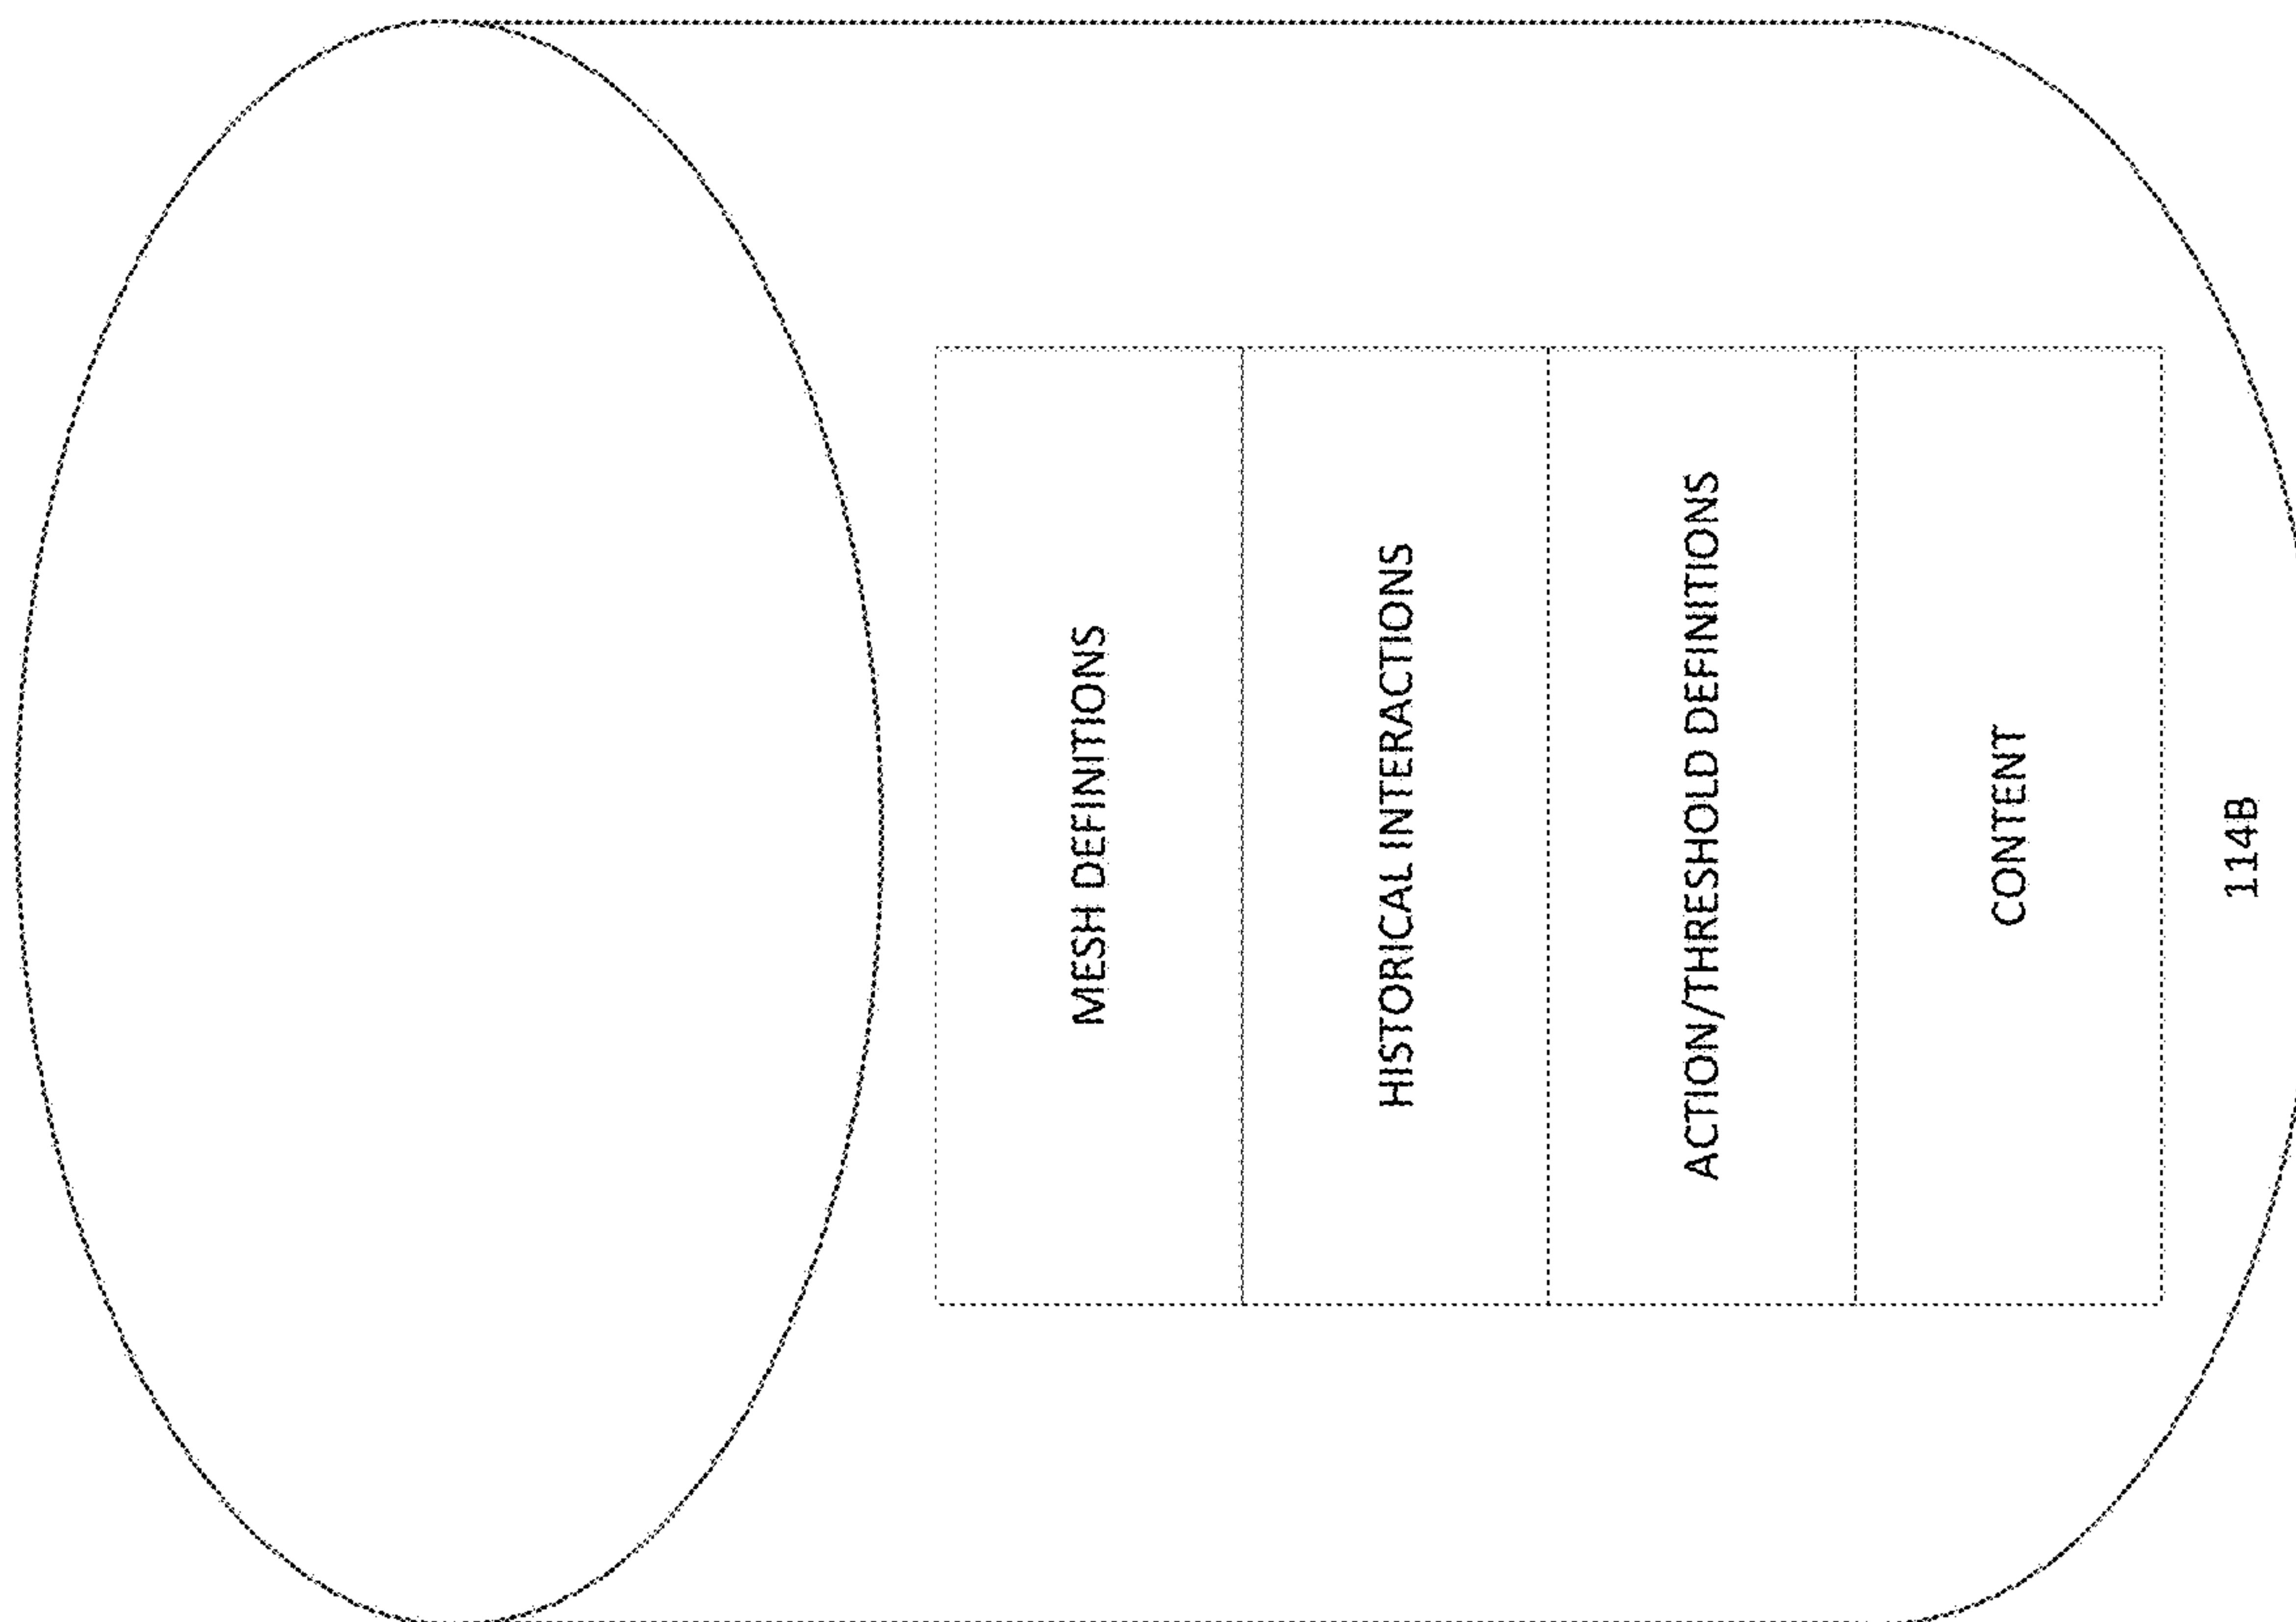 MESH DEFINITIONS
HISTORICAL INTERACTIONS
ACTION/THRESHOLD DEFINITIONS
CONTENT
114B